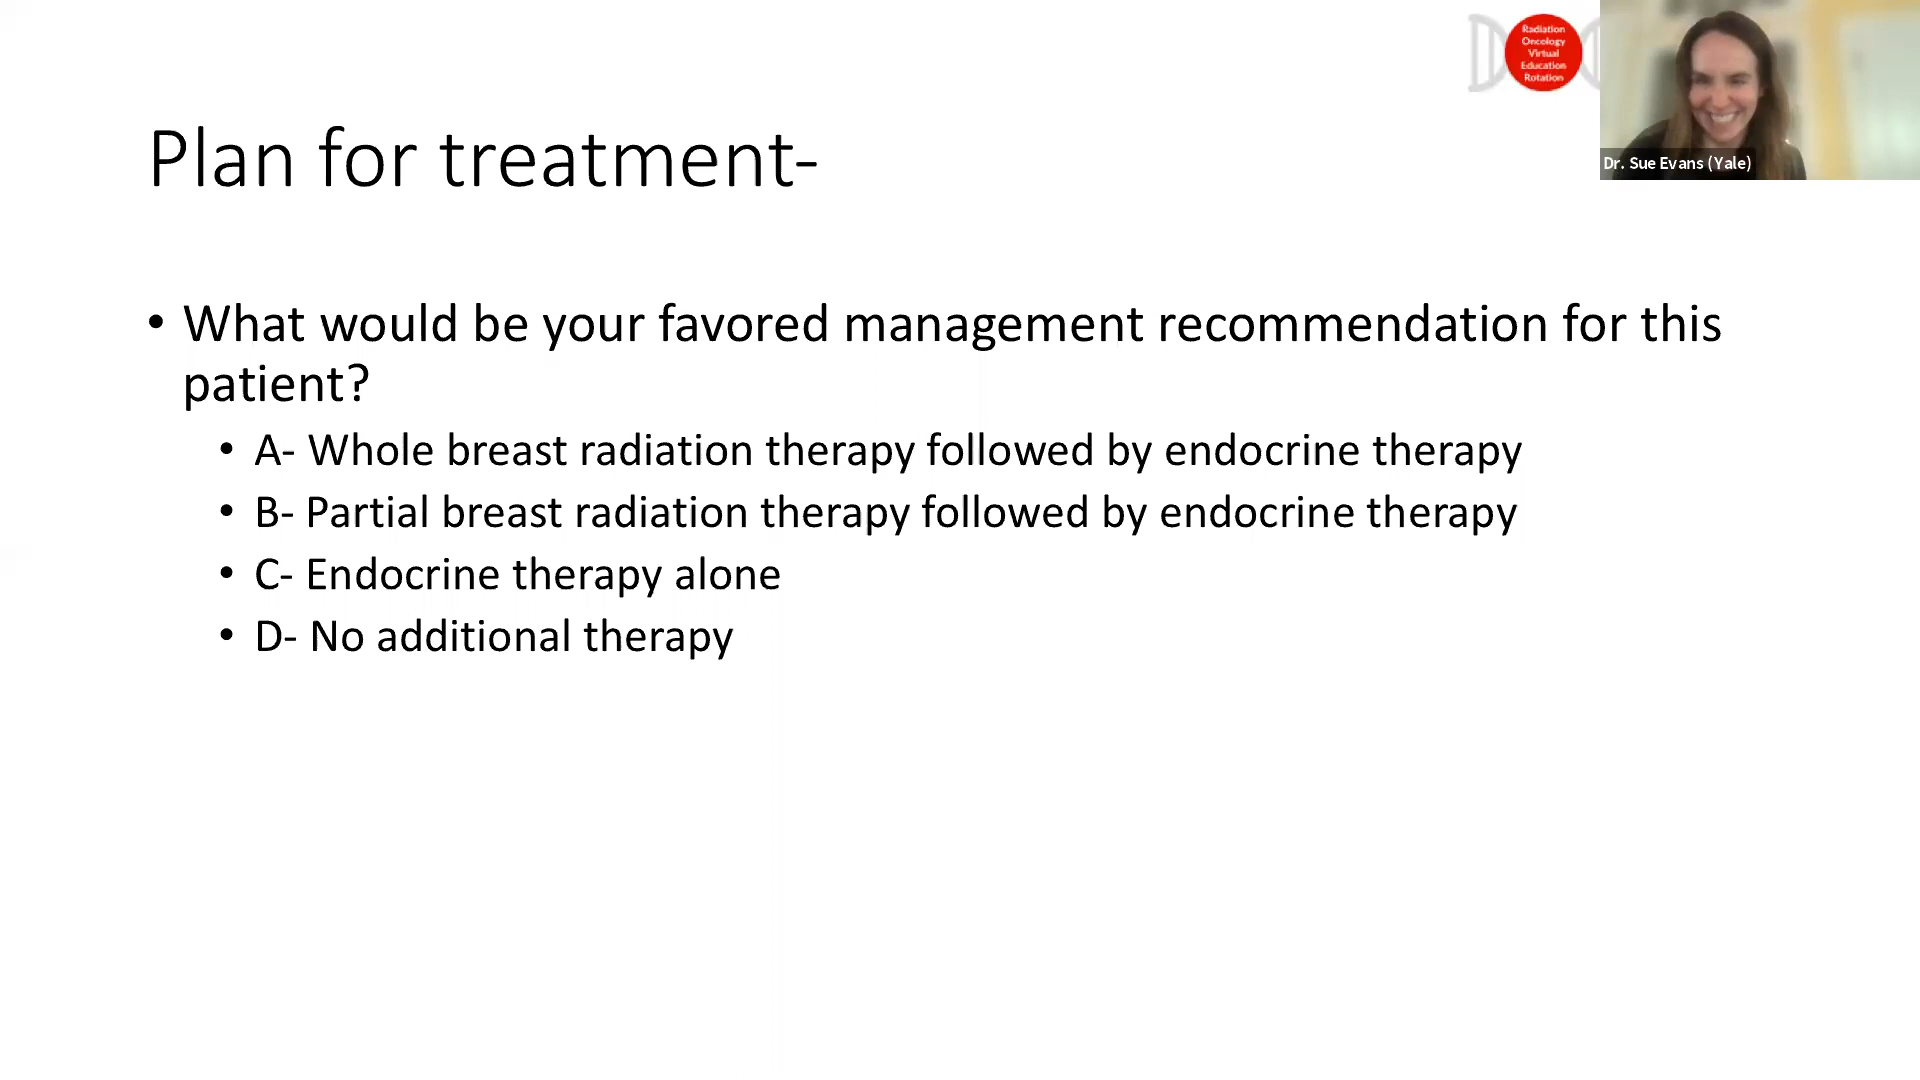 Radiation
Oncology
Virtual
Education
Rotation
Dr. Sue Evans (Yale)
Plan for treatment-
• What would be your favored management recommendation for this
patient?
• A- Whole breast radiation therapy followed by endocrine therapy
• B- Partial breast radiation therapy followed by endocrine therapy
• C- Endocrine therapy alone
• D- No additional therapy